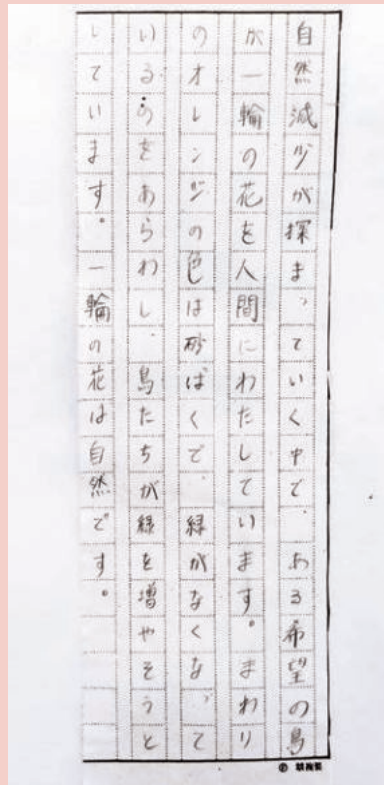 自然減少が探まっていく中で、ある希望の鳥
が一輪の花を人間にわたしています。まわり
のオレンジの色は砂ばくで、緑がなくなって
いるのをあらわし、鳥たちが緑を増やそうと
しています。一輪の花は自然です。